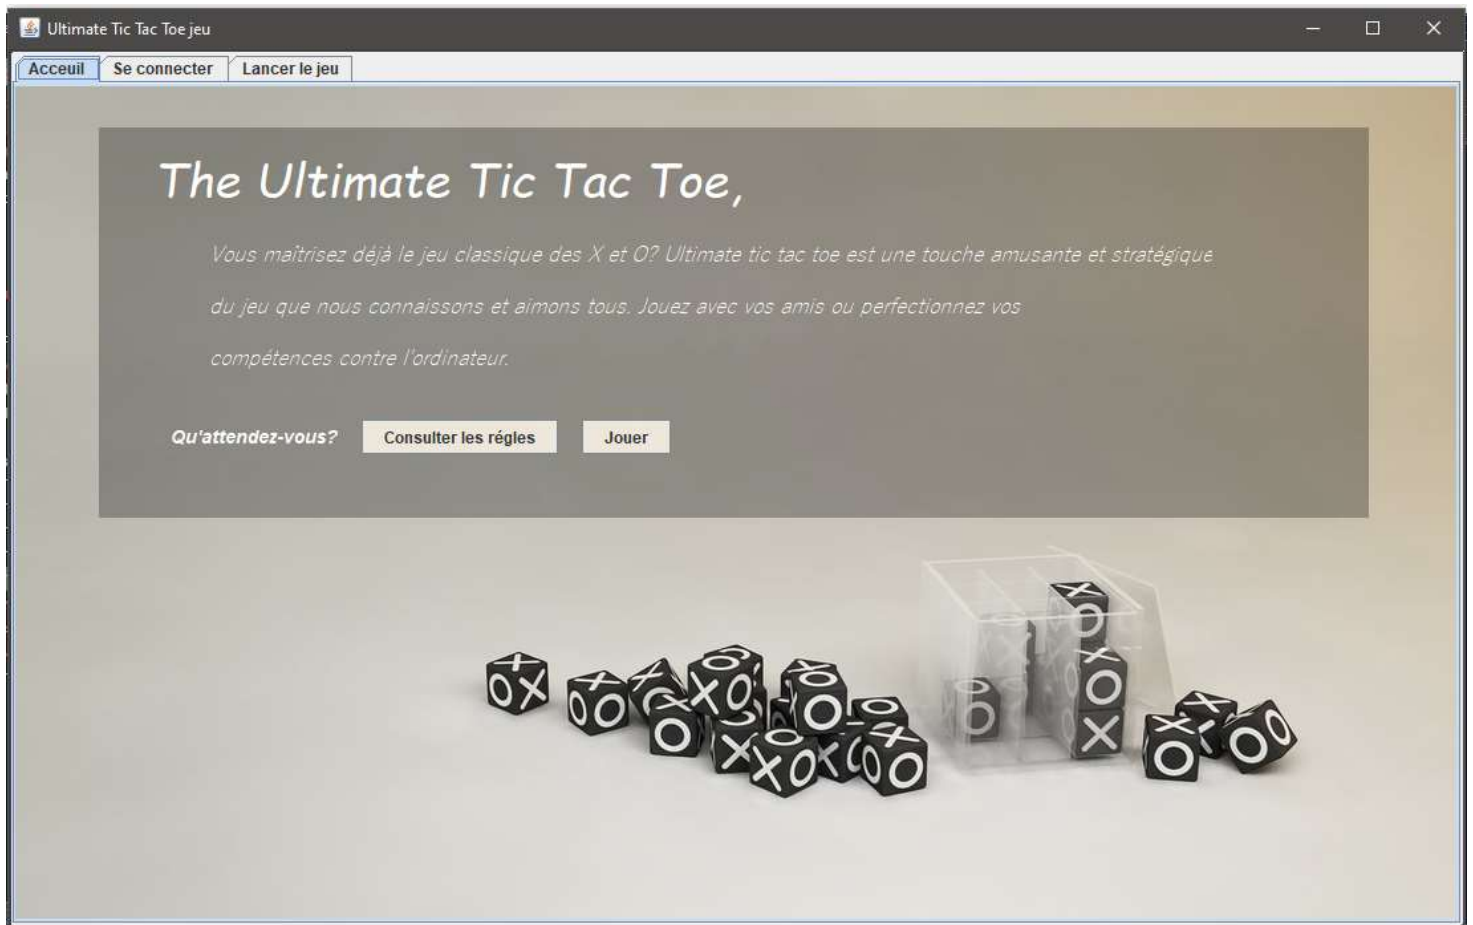 Ultimate Tic Tac Toe jeu
Acceuil Se connecter Lancer le jeu
The Ultimate Tic Tac Toe,
Vous maîtrisez déjà le jeu classique des X et O? Ultimate tic tac toe est une touche amusante et stratégique
du jeu que nous connaissons et aimons tous. Jouez avec vos amis ou perfectionnez vos
compétences contre l'ordinateur.
Qu'attendez-vous? Consulter les régles Jouer